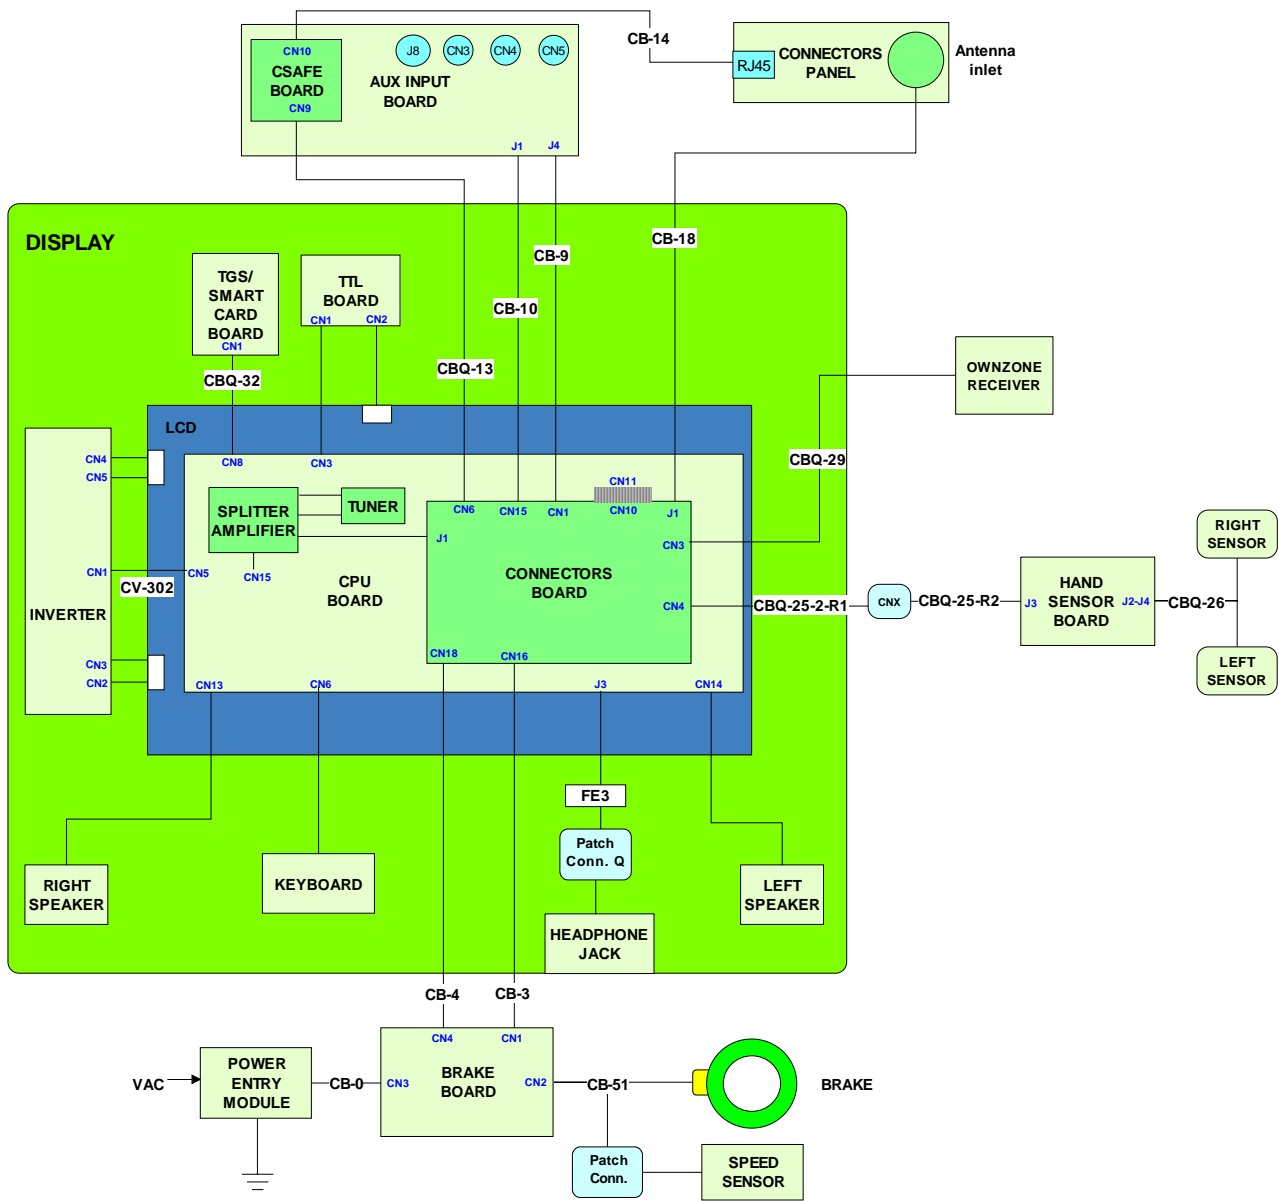 CN10
CSAFE
BOARD
CN9
J8
CN3
CN4
CN5
AUX INPUT
BOARD
J1
J4
CB-14
RJ45
CONNECTORS
PANEL
Antenna
inlet
DISPLAY
TGS/
SMART
CARD
BOARD
CN1
TTL
BOARD
CN1
CN2
CB-18
CB-9
CB-10
CBQ-13
CBQ-32
OWNZONE
RECEIVER
CBQ-29
LCD
CN8
CN3
CN4
CN5
CN1
INVERTER
CN3
CN2
CV-302
CN5
SPLITTER
AMPLIFIER
TUNER
CN15
CPU
BOARD
CN11
CN6
CN15
CN1
CN10
J1
J1
CN3
CONNECTORS
BOARD
CN4
CN18
CN16
CBQ-25-2-R1
CNX
CBQ-25-R2
J3
HAND
SENSOR
BOARD
J2-J4
CBQ-26
RIGHT
SENSOR
LEFT
SENSOR
CN13
CN6
J3
CN14
FE3
Patch
Conn. Q
RIGHT
SPEAKER
KEYBOARD
HEADPHONE
JACK
LEFT
SPEAKER
CB-4
CB-3
VAC
POWER
ENTRY
MODULE
CB-0
CN4
CN1
CN3
BRAKE
BOARD
CN2
CB-51
BRAKE
Patch
Conn.
SPEED
SENSOR